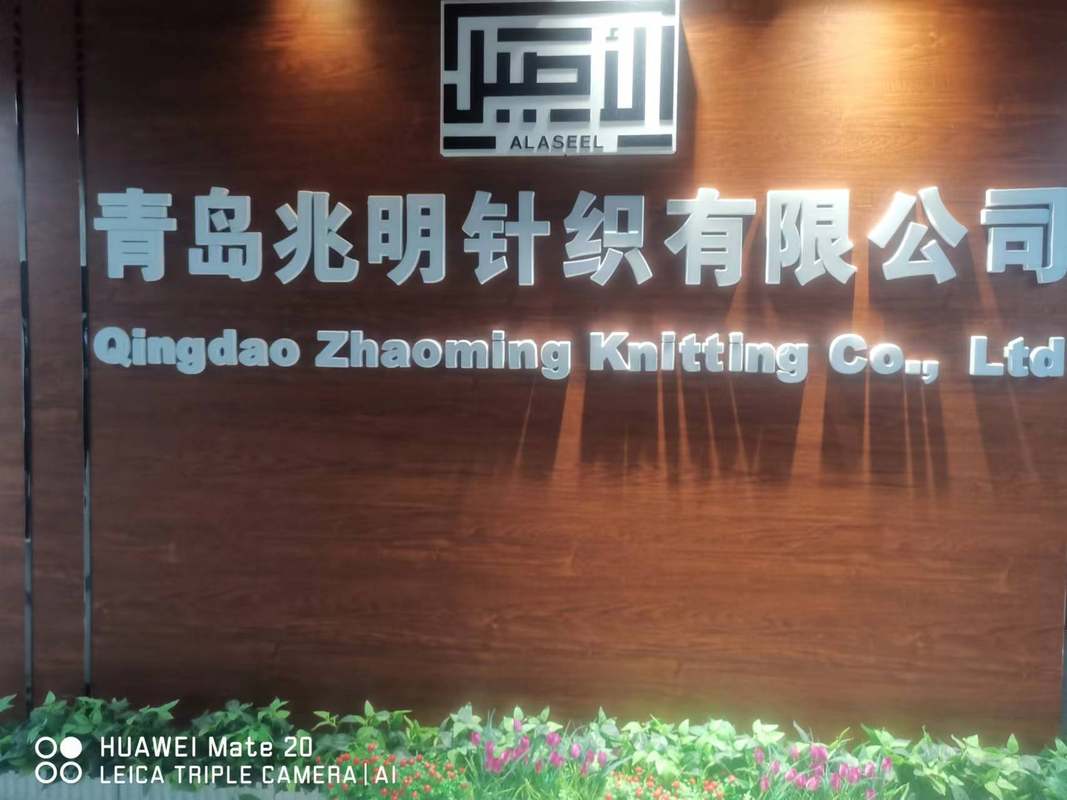 الأصيل
ALASEEL
青岛兆明针织有限公司
Qingdao Zhaoming Knitting Co., Ltd
HUAWEI Mate 20
LEICA TRIPLE CAMERA | AI